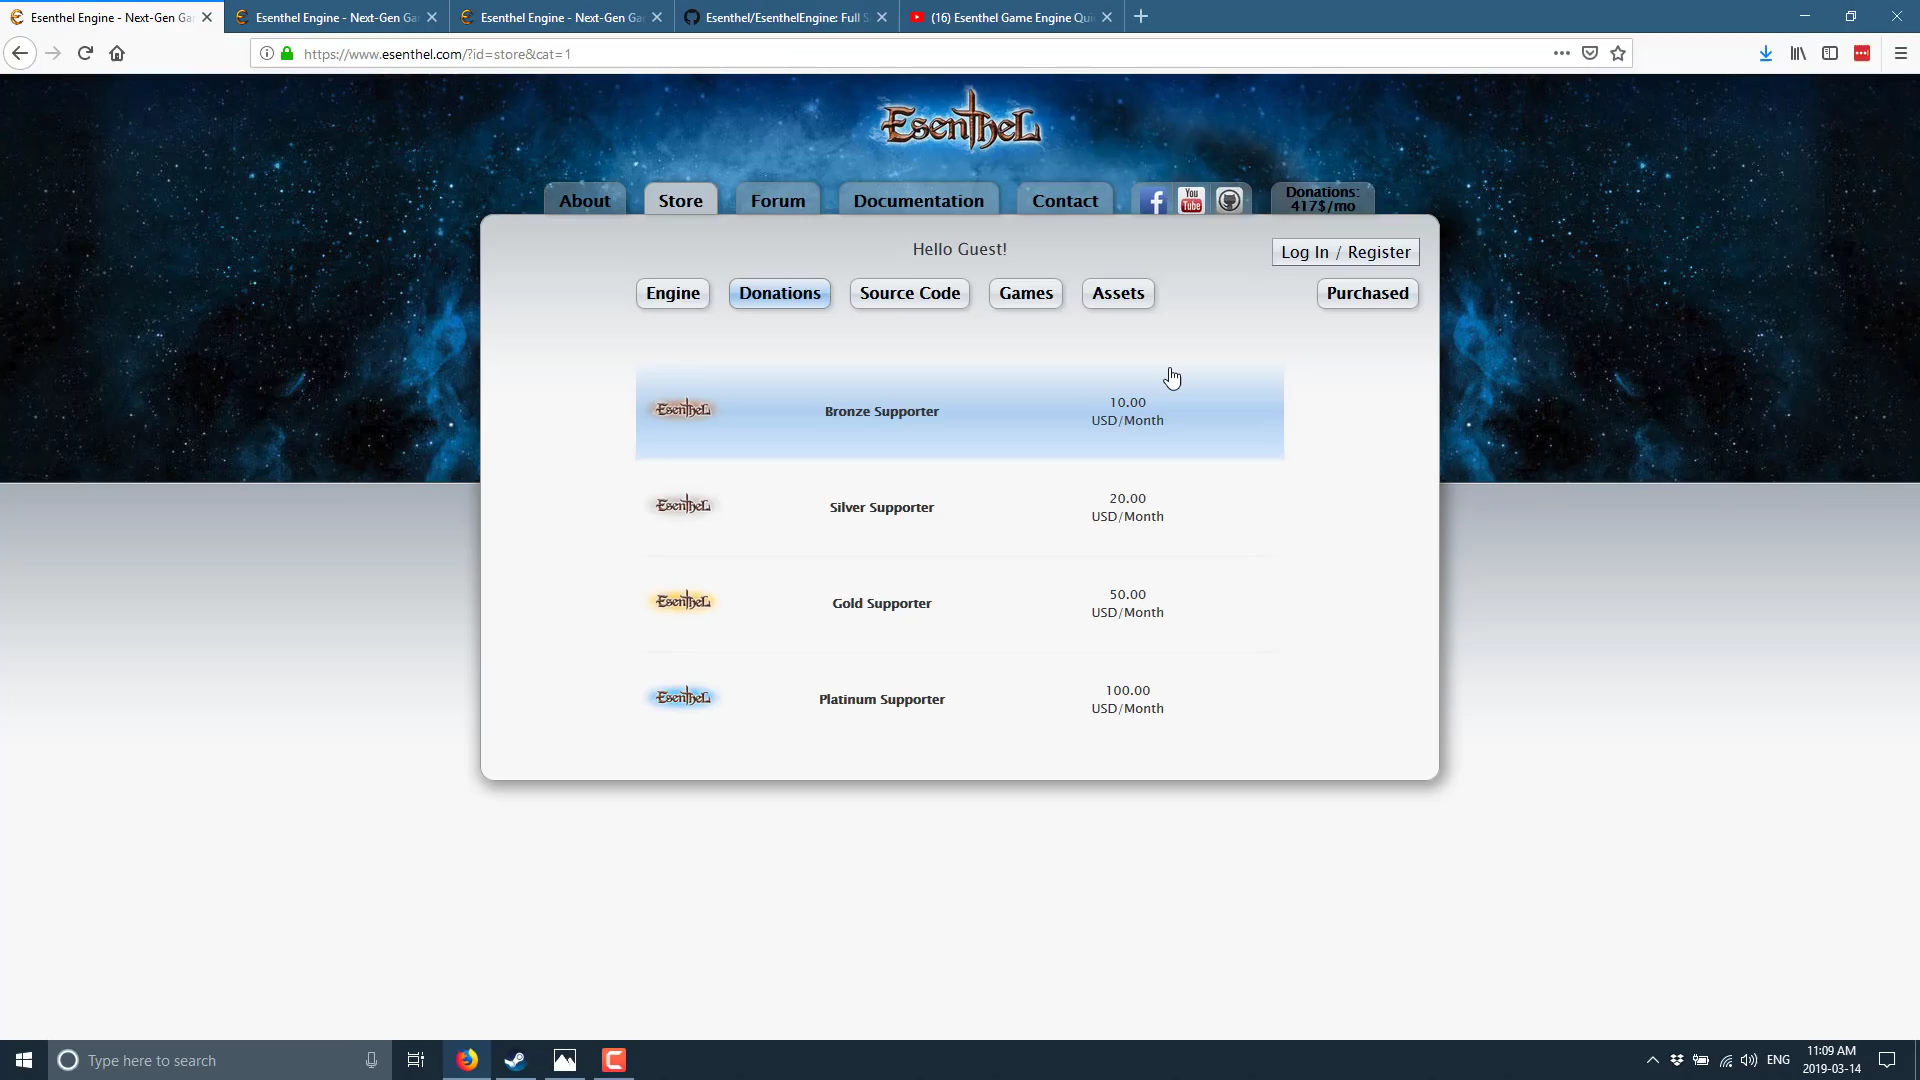 Esenthel Engine - Next-Gen Ga
Esenthel Engine - Next-Gen Ga
Esenthel Engine - Next-Gen Ga
Esenthel/EsenthelEngine: Full S
(16) Esenthel Game Engine Qui
https://www.esenthel.com/?id=store&cat=1
EsentheL
About
Store
Forum
Documentation
Contact
You
Tube
Donations:
417$/mo
Hello Guest!
Log In / Register
Engine
Donations
Source Code
Games
Assets
Purchased
EsentheL
Bronze Supporter
10.00
USD/Month
EsentheL
Silver Supporter
20.00
USD/Month
EsentheL
Gold Supporter
50.00
USD/Month
EsentheL
Platinum Supporter
100.00
USD/Month
Type here to search
ENG
11:09 AM
2019-03-14